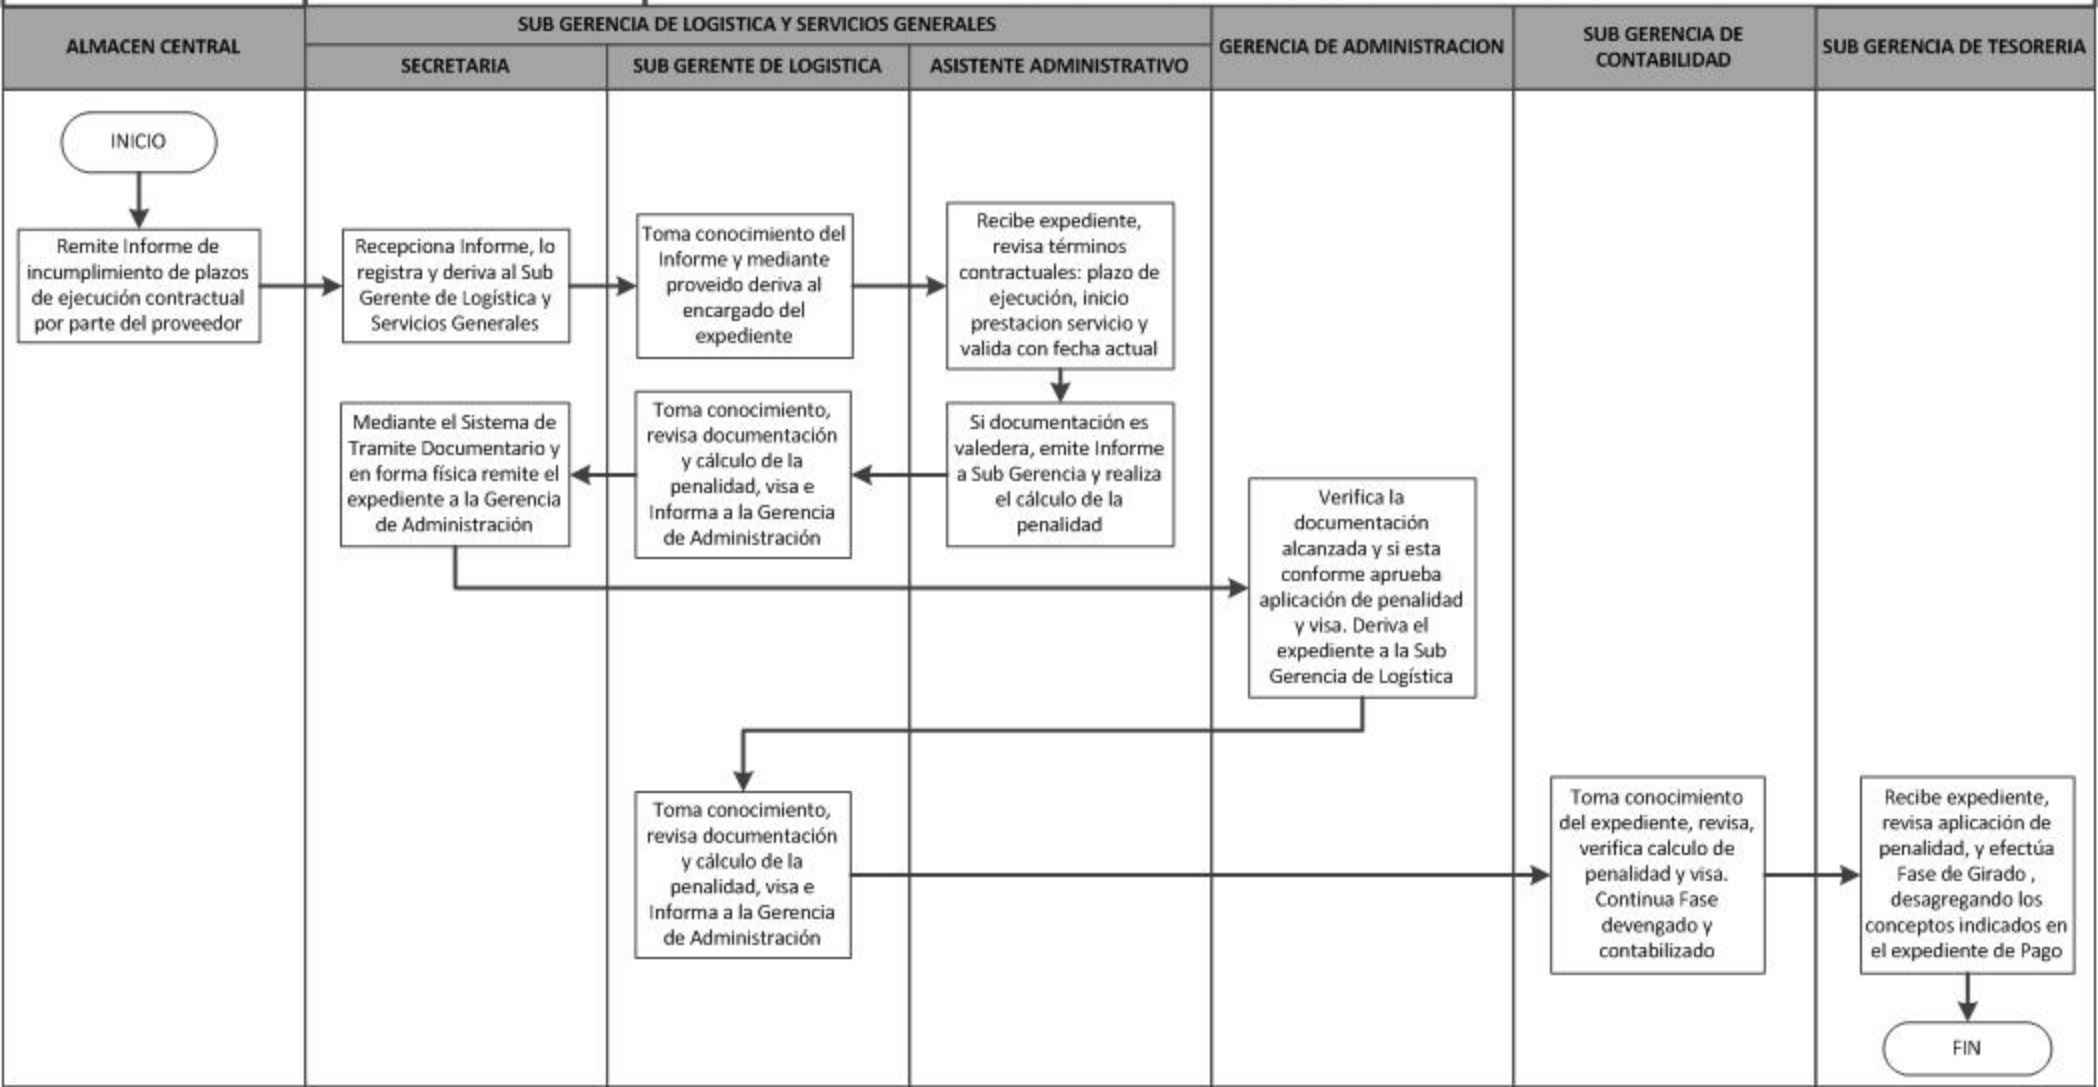 SUB GERENCIA DE LOGISTICA Y SERVICIOS GENERALES
ALMACEN CENTRAL
SECRETARIA
SUB GERENTE DE LOGISTICA
ASISTENTE ADMINISTRATIVO
GERENCIA DE ADMINISTRACION
SUB GERENCIA DE
CONTABILIDAD
SUB GERENCIA DE TESORERIA
INICIO
Remite Informe de
incumplimiento de plazos
de ejecución contractual
por parte del proveedor
Recepciona Informe, lo
registra y deriva al Sub
Gerente de Logística y
Servicios Generales
Toma conocimiento del
Informe y mediante
proveido deriva al
encargado del
expediente
Recibe expediente,
revisa términos
contractuales: plazo de
ejecución, inicio
prestacion servicio y
valida con fecha actual
Si documentación es
valedera, emite Informe
a Sub Gerencia y realiza
el cálculo de la
penalidad
Toma conocimiento,
revisa documentación
y cálculo de la
penalidad, visa e
Informa a la Gerencia
de Administración
Mediante el Sistema de
Tramite Documentario y
en forma física remite el
expediente a la Gerencia
de Administración
Verifica la
documentación
alcanzada y si esta
conforme aprueba
aplicación de penalidad
y visa. Deriva el
expediente a la Sub
Gerencia de Logística
Toma conocimiento,
revisa documentación
y cálculo de la
penalidad, visa e
Informa a la Gerencia
de Administración
Toma conocimiento
del expediente, revisa,
verifica calculo de
penalidad y visa.
Continua Fase
devengado y
contabilizado
Recibe expediente,
revisa aplicación de
penalidad, y efectúa
Fase de Girado ,
desagregando los
conceptos indicados en
el expediente de Pago
FIN